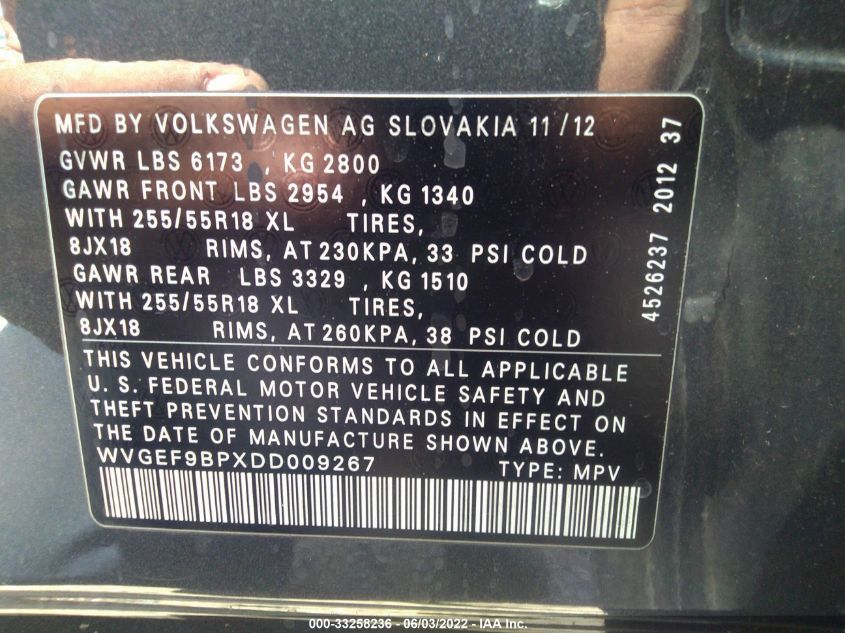 MFD BY VOLKSWAGEN AG SLOVAKIA 11/12
GVWR LBS 6173 , KG 2800
GAWR FRONT LBS 2954 , KG 1340
WITH 255/55R18 XL TIRES,
8JX18 RIMS, AT 230KPA, 33 PSI COLD
GAWR REAR LBS 3329 , KG 1510
WITH 255/55R18 XL TIRES,
8JX18 RIMS, AT 260KPA, 38 PSI COLD
THIS VEHICLE CONFORMS TO ALL APPLICABLE
U. S. FEDERAL MOTOR VEHICLE SAFETY AND
THEFT PREVENTION STANDARDS IN EFFECT ON
THE DATE OF MANUFACTURE SHOWN ABOVE.
WVGEF9BPXDD009267 TYPE: MPV
4526237 2012 37
000-33258236 - 06/03/2022 - IAA Inc.